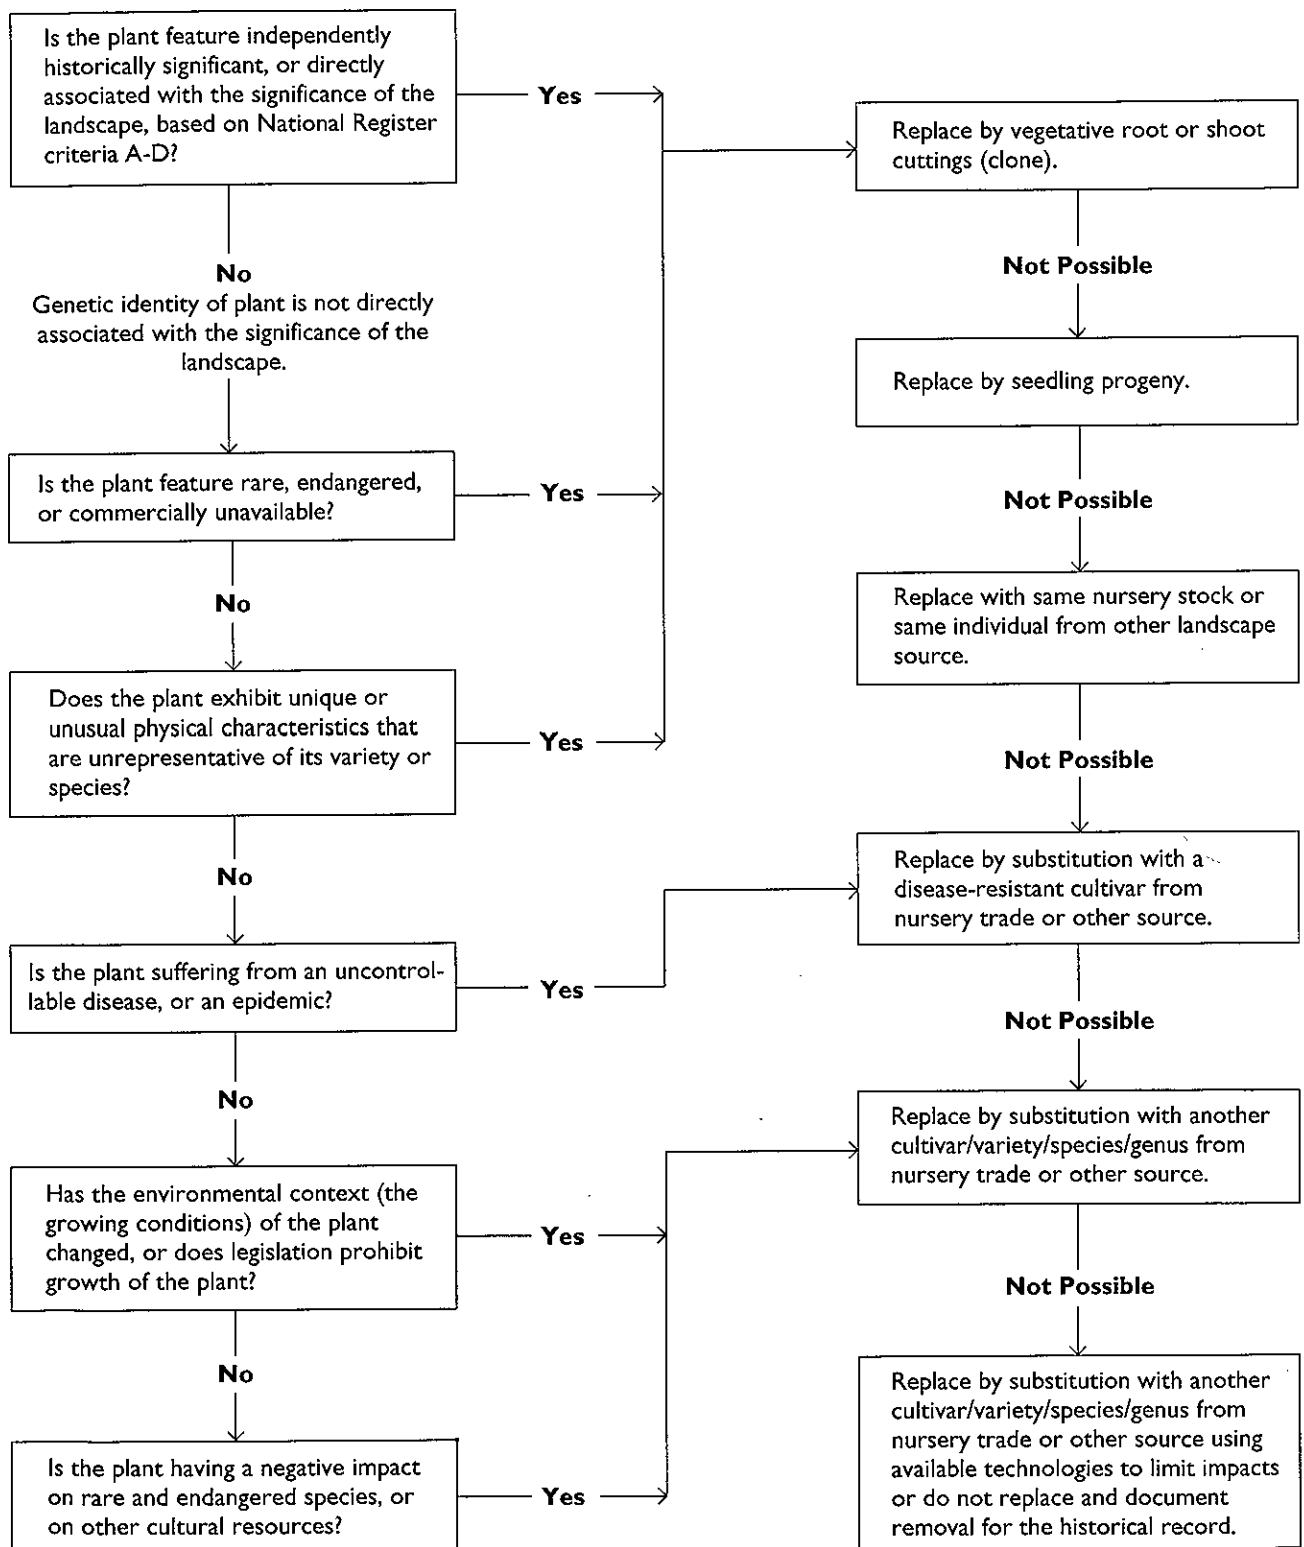 Is the plant feature independently
historically significant, or directly
associated with the significance of the
landscape, based on National Register
criteria A-D?
Yes
Replace by vegetative root or shoot
cuttings (clone).
No
Genetic identity of plant is not directly
associated with the significance of the
landscape.
Not Possible
Replace by seedling progeny.
Is the plant feature rare, endangered,
or commercially unavailable?
Yes
Not Possible
No
Replace with same nursery stock or
same individual from other landscape
source.
Does the plant exhibit unique or
unusual physical characteristics that
are unrepresentative of its variety or
species?
Yes
Not Possible
No
Replace by substitution with a
disease-resistant cultivar from
nursery trade or other source.
Is the plant suffering from an uncontrol-
lable disease, or an epidemic?
Yes
Not Possible
No
Replace by substitution with another
cultivar/variety/species/genus from
nursery trade or other source.
Has the environmental context (the
growing conditions) of the plant
changed, or does legislation prohibit
growth of the plant?
Yes
Not Possible
No
Replace by substitution with another
cultivar/variety/species/genus from
nursery trade or other source using
available technologies to limit impacts
or do not replace and document
removal for the historical record.
Is the plant having a negative impact
on rare and endangered species, or
on other cultural resources?
Yes